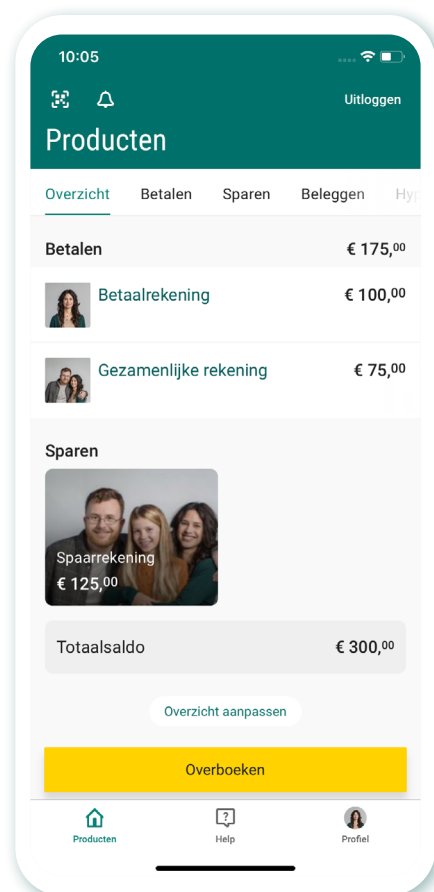 10:05
Uitloggen
Producten
Overzicht Betalen Sparen Beleggen Hyp
Betalen € 175,00
Betaalrekening € 100,00
Gezamenlijke rekening € 75,00
Sparen
Spaarrekening
€ 125,00
Totaalsaldo € 300,00
Overzicht aanpassen
Overboeken
Producten Help Profiel